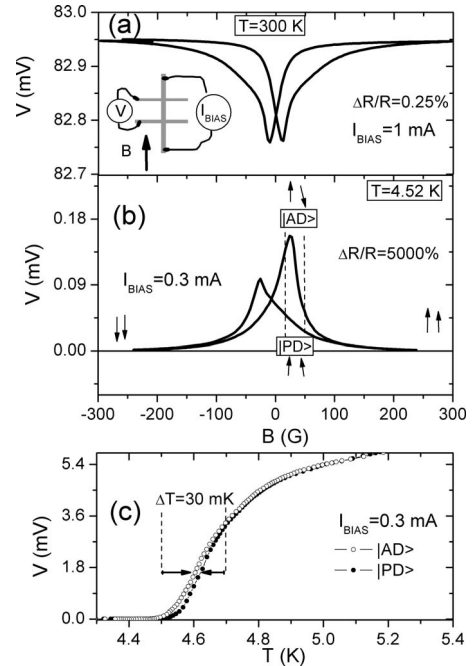 (a)
T=300 K
83.0
82.9
82.8
82.7
V (mV)
V
I_BIAS
B
ΔR/R=0.25%
I_BIAS=1 mA
(b)
T=4.52 K
0.18
0.09
0.00
V (mV)
|AD>
I_BIAS=0.3 mA
ΔR/R=5000%
|PD>
-300 -200 -100 0 100 200 300
B (G)
(c)
5.4
3.6
1.8
0.0
V (mV)
ΔT=30 mK
I_BIAS=0.3 mA
|AD>
|PD>
4.4 4.6 4.8 5.0 5.2 5.4
T (K)